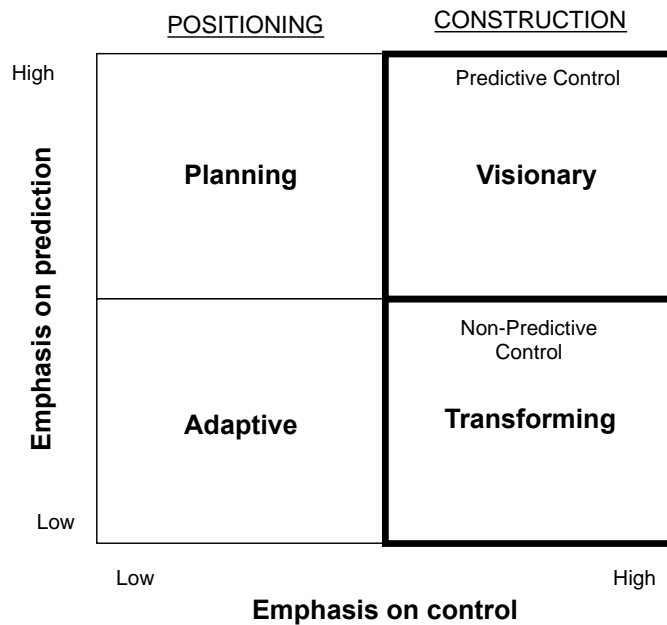 POSITIONING
CONSTRUCTION
High
Predictive Control
Planning
Visionary
Emphasis on prediction
Non-Predictive
Control
Adaptive
Transforming
Low
Low
High
Emphasis on control